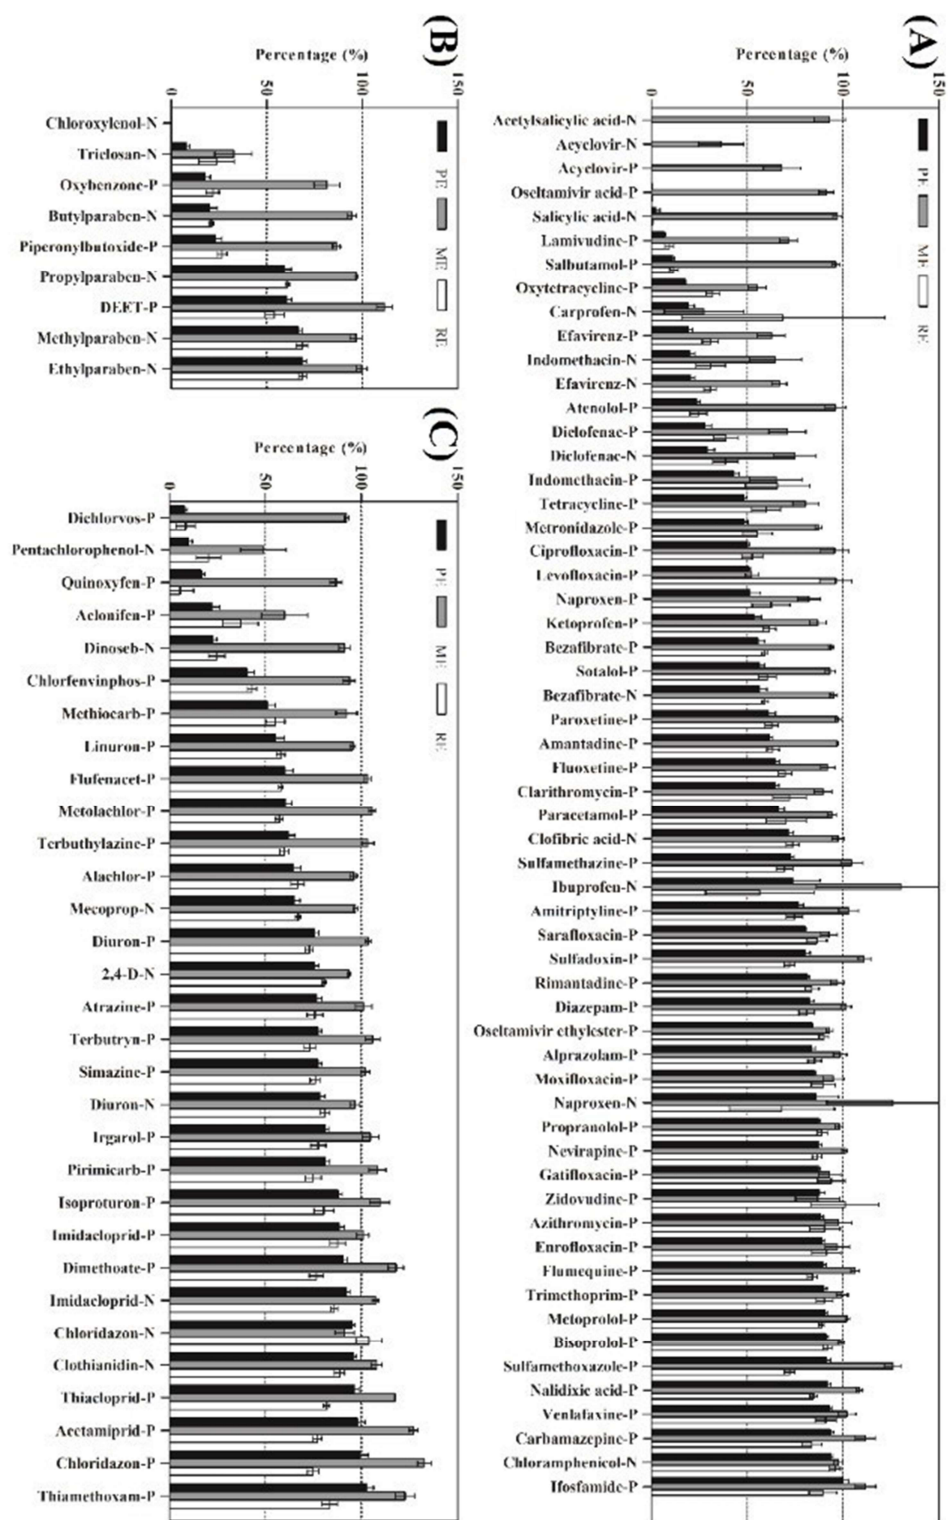 (A)
Percentage (%)
0
50
100
150
PE
ME
RE
Acetylsalicylic acid-N
Acyclovir-N
Acyclovir-P
Oseltamivir acid-P
Salicylic acid-N
Lamivudine-P
Salbutamol-P
Oxytetracycline-P
Carprofen-N
Efavirenz-P
Indomethacin-N
Efavirenz-N
Atenolol-P
Diclofenac-P
Diclofenac-N
Indomethacin-P
Tetracycline-P
Metronidazole-P
Ciprofloxacin-P
Levofloxacin-P
Naproxen-P
Ketoprofen-P
Bezafibrate-P
Sotalol-P
Bezafibrate-N
Paroxetine-P
Amantadine-P
Fluoxetine-P
Clarithromycin-P
Paracetamol-P
Clofibric acid-N
Sulfamethazine-P
Ibuprofen-N
Amitriptyline-P
Sarafloxacin-P
Sulfadoxin-P
Rimantadine-P
Diazepam-P
Oseltamivir ethylester-P
Alprazolam-P
Moxifloxacin-P
Naproxen-N
Propranolol-P
Nevirapine-P
Gatifloxacin-P
Zidovudine-P
Azithromycin-P
Enrofloxacin-P
Flumequine-P
Trimethoprim-P
Metoprolol-P
Bisoprolol-P
Sulfamethoxazole-P
Nalidixic acid-P
Venlafaxine-P
Carbamazepine-P
Chloramphenicol-N
Ifosfamide-P
(B)
Percentage (%)
0
50
100
150
PE
ME
RE
Chloroxylenol-N
Triclosan-N
Oxybenzone-P
Butylparaben-N
Piperonylbutoxide-P
Propylparaben-N
DEET-P
Methylparaben-N
Ethylparaben-N
(C)
Percentage (%)
0
50
100
150
PE
ME
RE
Dichlorvos-P
Pentachlorophenol-N
Quinoxyfen-P
Aclonifen-P
Dinoseb-N
Chlorfenvinphos-P
Methiocarb-P
Linuron-P
Flufenacet-P
Metolachlor-P
Terbuthylazine-P
Alachlor-P
Mecoprop-N
Diuron-P
2,4-D-N
Atrazine-P
Terbutryn-P
Simazine-P
Diuron-N
Irgarol-P
Pirimicarb-P
Isoproturon-P
Imidacloprid-P
Dimethoate-P
Imidacloprid-N
Chloridazon-N
Clothianidin-N
Thiacloprid-P
Acetamiprid-P
Chloridazon-P
Thiamethoxam-P